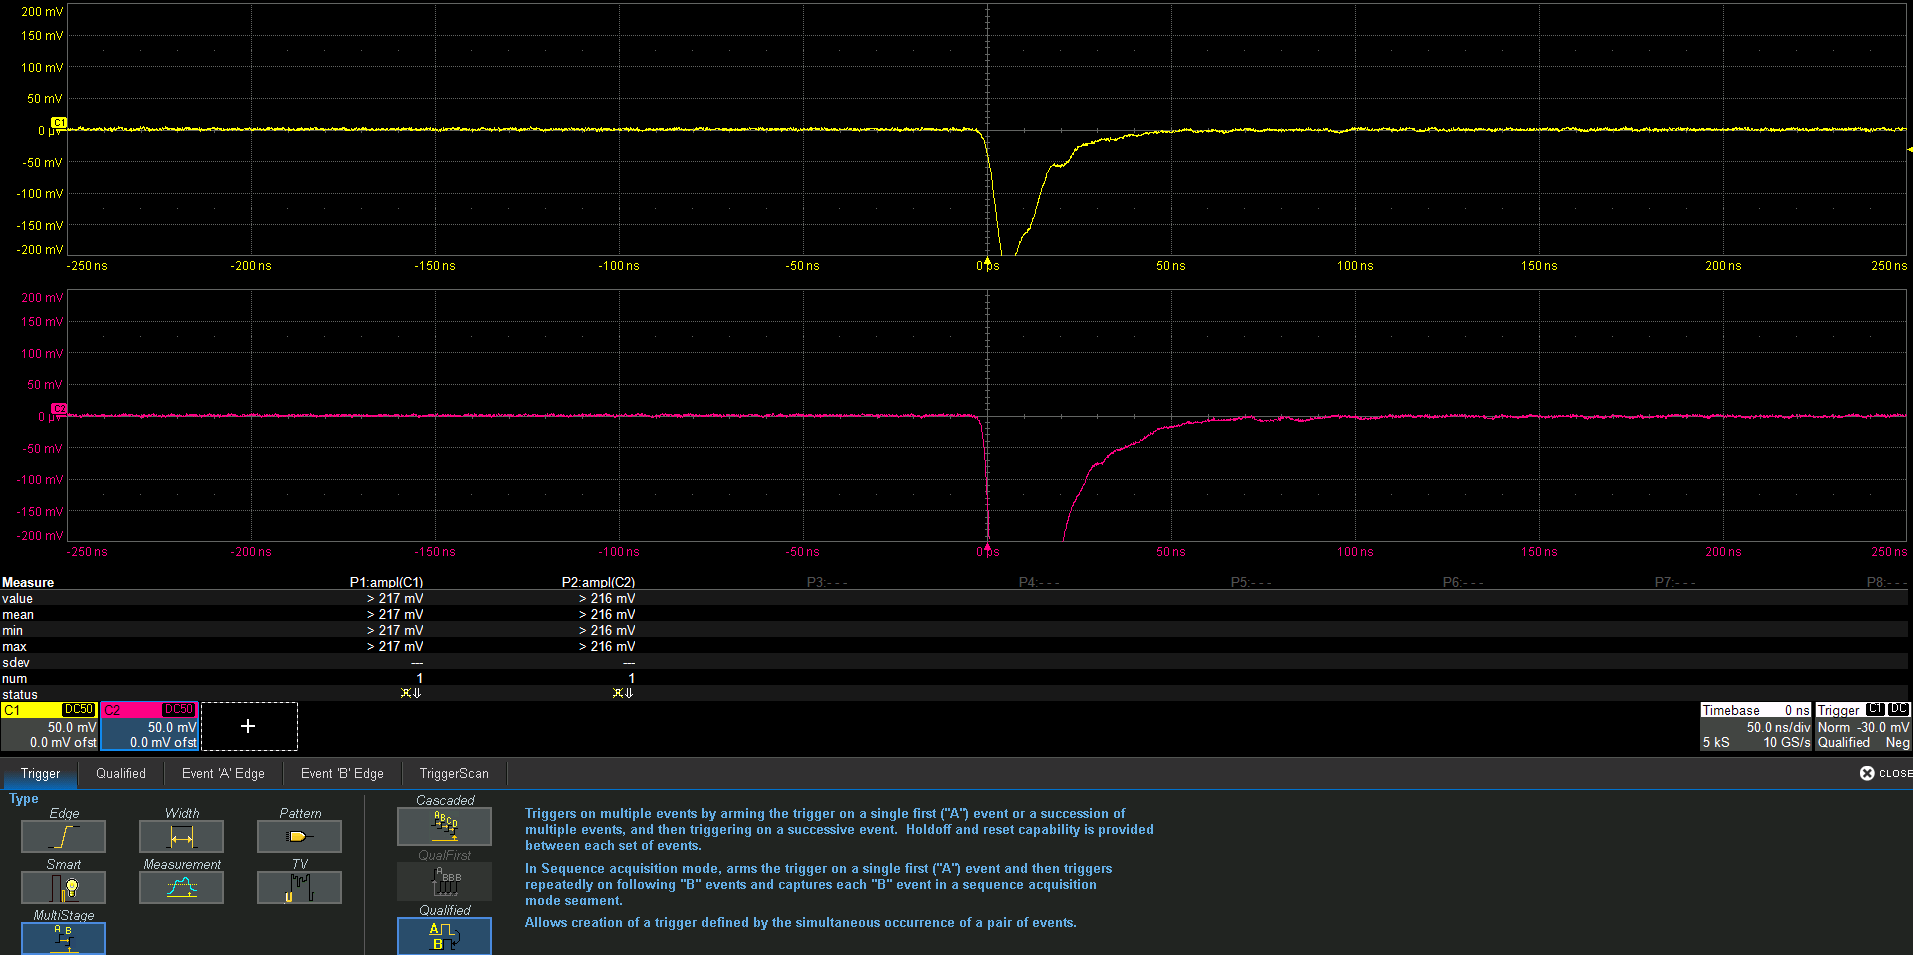 200 mV
150 mV
100 mV
50 mV
C1
0 µV
-50 mV
-100 mV
-150 mV
-200 mV
-250 ns -200 ns -150 ns -100 ns -50 ns 0 ns 50 ns 100 ns 150 ns 200 ns 250 ns
200 mV
150 mV
100 mV
50 mV
C2
0 µV
-50 mV
-100 mV
-150 mV
-200 mV
-250 ns -200 ns -150 ns -100 ns -50 ns 0 ns 50 ns 100 ns 150 ns 200 ns 250 ns
Measure P1:ampl(C1) P2:ampl(C2) P3:- - - P4:- - - P5:- - - P6:- - - P7:- - - P8:- - -
value > 217 mV > 216 mV
mean > 217 mV > 216 mV
min > 217 mV > 216 mV
max > 217 mV > 216 mV
sdev --- ---
num 1 1
status
C1 DC50 C2 DC50 Timebase 0 ns Trigger C1 DC
50.0 mV 50.0 mV + 50.0 ns/div Norm -30.0 mV
0.0 mV ofst 0.0 mV ofst 5 kS 10 GS/s Qualified Neg
Trigger Qualified Event 'A' Edge Event 'B' Edge TriggerScan CLOSE
Type
Edge Width Pattern
Smart Measurement TV
MultiStage
A B
Cascaded
A B C D
QualFirst
A BBB
Qualified
A
B
Triggers on multiple events by arming the trigger on a single first ("A") event or a succession of
multiple events, and then triggering on a successive event. Holdoff and reset capability is provided
between each set of events.
In Sequence acquisition mode, arms the trigger on a single first ("A") event and then triggers
repeatedly on following "B" events and captures each "B" event in a sequence acquisition
mode segment.
Allows creation of a trigger defined by the simultaneous occurrence of a pair of events.